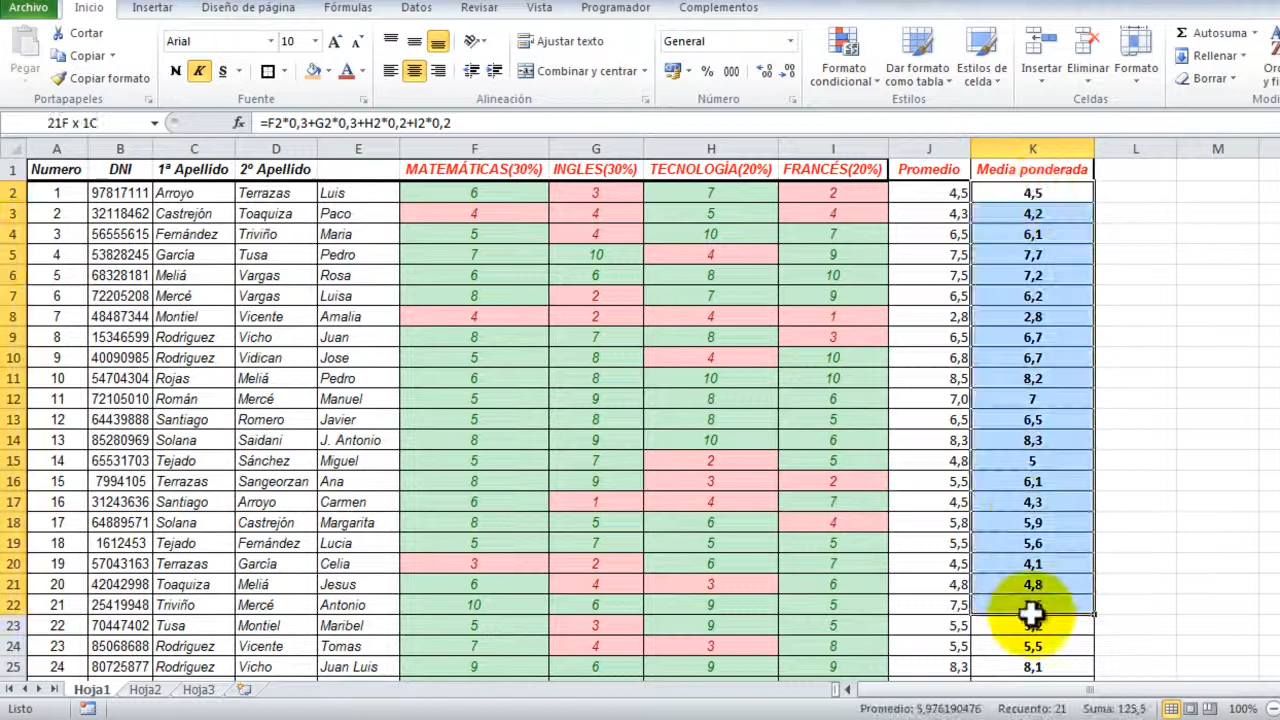 Archivo Inicio Insertar Diseño de página Fórmulas Datos Revisar Vista Programador Complementos
Pegar
Cortar
Copiar
Copiar formato
Portapapeles
Arial 10
N K S
Fuente
Ajustar texto
Combinar y centrar
Alineación
General
% 000
Número
Formato condicional
Dar formato como tabla
Estilos de celda
Estilos
Insertar Eliminar Formato
Celdas
Σ Autosuma
Rellenar
Borrar
21F x 1C fx =F2*0,3+G2*0,3+H2*0,2+I2*0,2
A B C D E F G H I J K L M
1 Numero DNI 1ª Apellido 2º Apellido MATEMÁTICAS(30%) INGLES(30%) TECNOLOGÍA(20%) FRANCÉS(20%) Promedio Media ponderada
2 1 97817111 Arroyo Terrazas Luis 6 3 7 2 4,5 4,5
3 2 32118462 Castrejón Toaquiza Paco 4 4 5 4 4,3 4,2
4 3 56555615 Fernández Triviño Maria 5 4 10 7 6,5 6,1
5 4 53828245 García Tusa Pedro 7 10 4 9 7,5 7,7
6 5 68328181 Meliá Vargas Rosa 6 6 8 10 7,5 7,2
7 6 72205208 Mercé Vargas Luisa 8 2 7 9 6,5 6,2
8 7 48487344 Montiel Vicente Amalia 4 2 4 1 2,8 2,8
9 8 15346599 Rodríguez Vicho Juan 8 7 8 3 6,5 6,7
10 9 40090985 Rodríguez Vidican Jose 5 8 4 10 6,8 6,7
11 10 54704304 Rojas Meliá Pedro 6 8 10 10 8,5 8,2
12 11 72105010 Román Mercé Manuel 5 9 8 6 7,0 7
13 12 64439888 Santiago Romero Javier 5 8 8 5 6,5 6,5
14 13 85280969 Solana Saidani J. Antonio 8 9 10 6 8,3 8,3
15 14 65531703 Tejado Sánchez Miguel 5 7 2 5 4,8 5
16 15 7994105 Terrazas Sangeorzan Ana 8 9 3 2 5,5 6,1
17 16 31243636 Santiago Arroyo Carmen 6 1 4 7 4,5 4,3
18 17 64889571 Solana Castrejón Margarita 8 5 6 4 5,8 5,9
19 18 1612453 Tejado Fernández Lucia 5 7 5 5 5,5 5,6
20 19 57043163 Terrazas García Celia 3 2 6 7 4,5 4,1
21 20 42042998 Toaquiza Meliá Jesus 6 4 3 6 4,8 4,8
22 21 25419948 Triviño Mercé Antonio 10 6 9 5 7,5
23 22 70447402 Tusa Montiel Maribel 5 3 9 5 5,5
24 23 85068688 Rodríguez Vicente Tomas 7 4 3 8 5,5 5,5
25 24 80725877 Rodríguez Vicho Juan Luis 9 6 9 9 8,3 8,1
Hoja1 Hoja2 Hoja3
Listo Promedio: 5,976190476 Recuento: 21 Suma: 125,5 100%